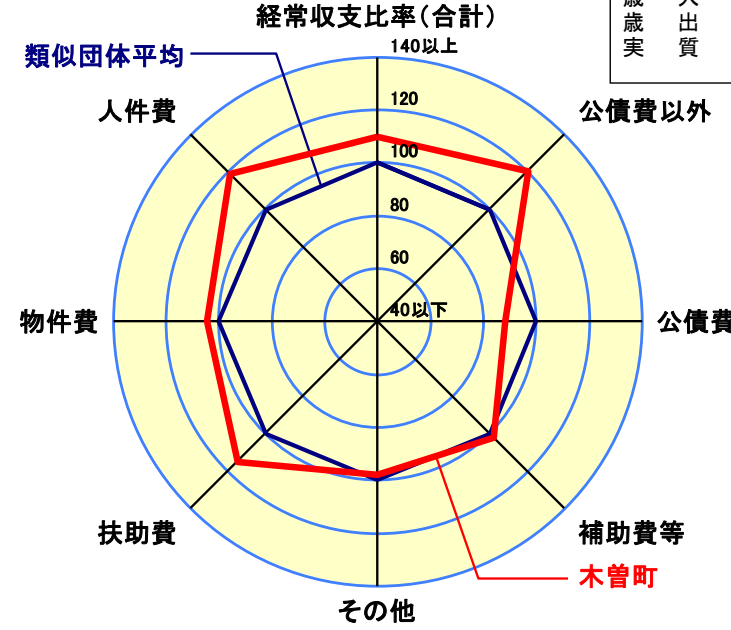 経常収支比率(合計)
歳 入
歳 出
実 質
類似団体平均
140以上
人件費
公債費以外
120
100
80
60
40以下
物件費
公債費
扶助費
補助費等
木曽町
その他